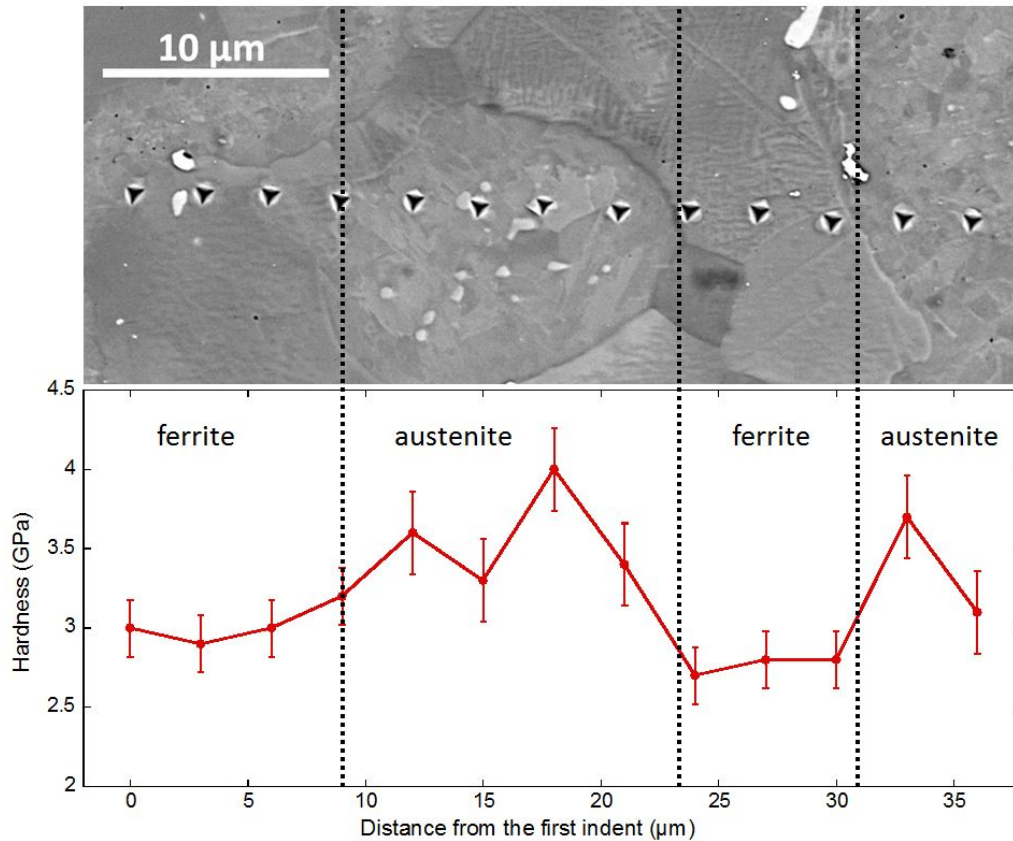 10 µm
4.5
4
3.5
3
2.5
2
Hardness (GPa)
ferrite
austenite
ferrite
austenite
0
5
10
15
20
25
30
35
Distance from the first indent (µm)